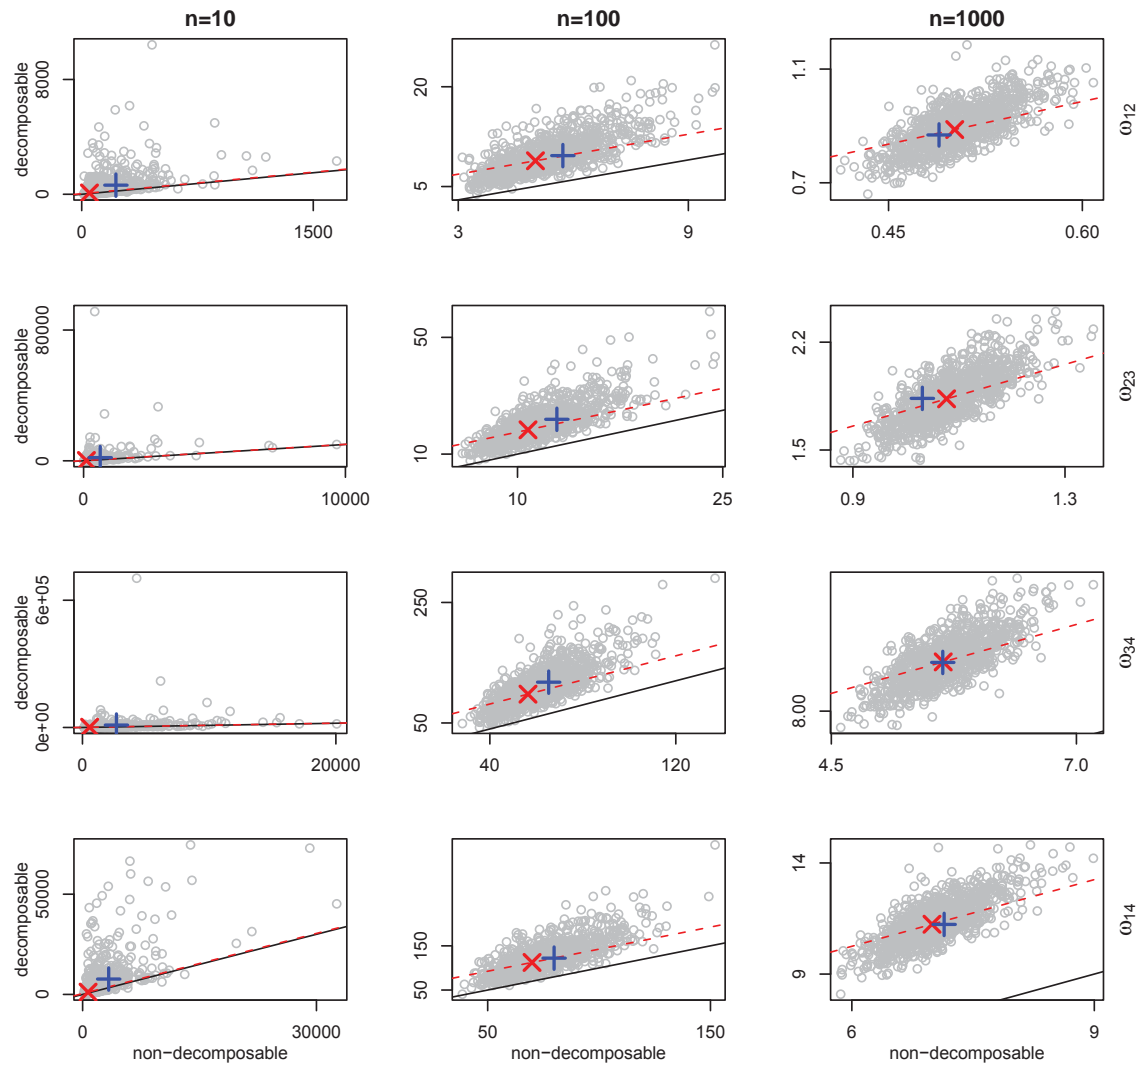 n=10 n=100 n=1000
decomposable
8000
0
0 1500
20
5
3 9
1.1
0.7
0.45 0.60
ω12
decomposable
80000
0
0 10000
50
10
10 25
2.2
1.5
0.9 1.3
ω23
decomposable
6e+05
0e+00
0 20000
250
50
40 120
8.00
4.5 7.0
ω34
decomposable
50000
0
0 30000
150
50
50 150
14
9
6 9
ω14
non−decomposable non−decomposable non−decomposable